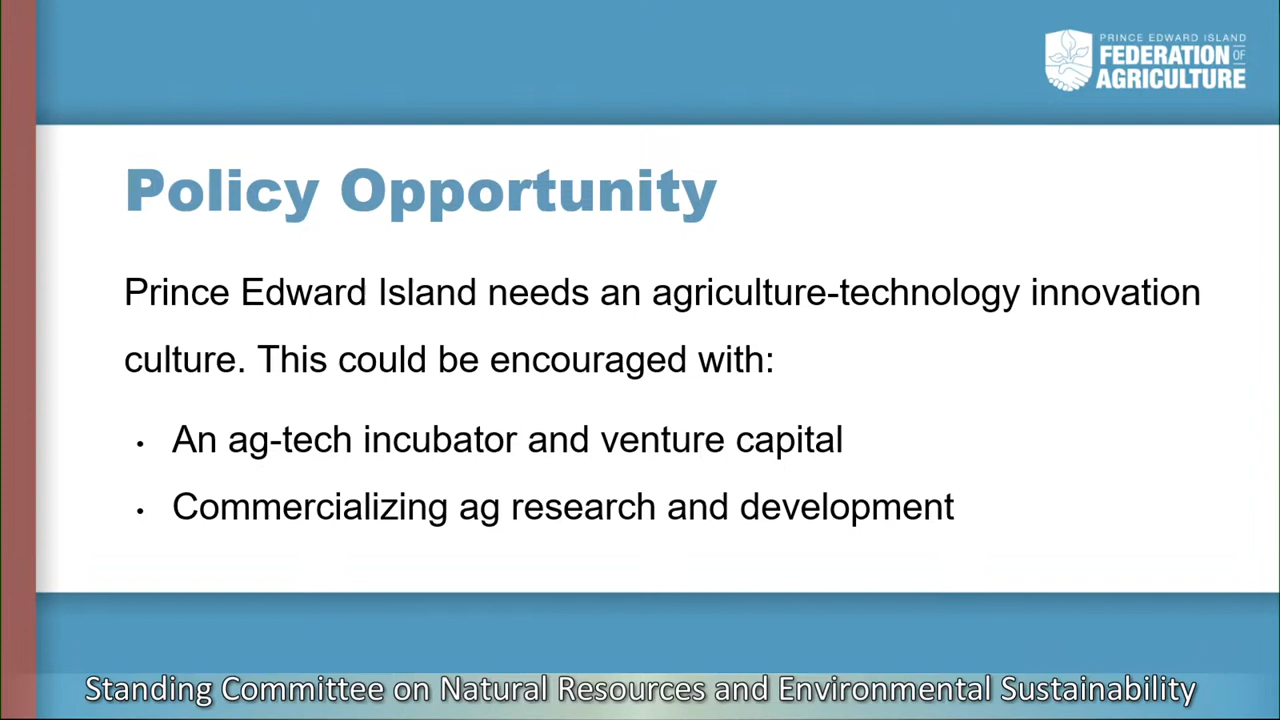 PRINCE EDWARD ISLAND
FEDERATION OF
AGRICULTURE
Policy Opportunity
Prince Edward Island needs an agriculture-technology innovation
culture. This could be encouraged with:
• An ag-tech incubator and venture capital
• Commercializing ag research and development
Standing Committee on Natural Resources and Environmental Sustainability